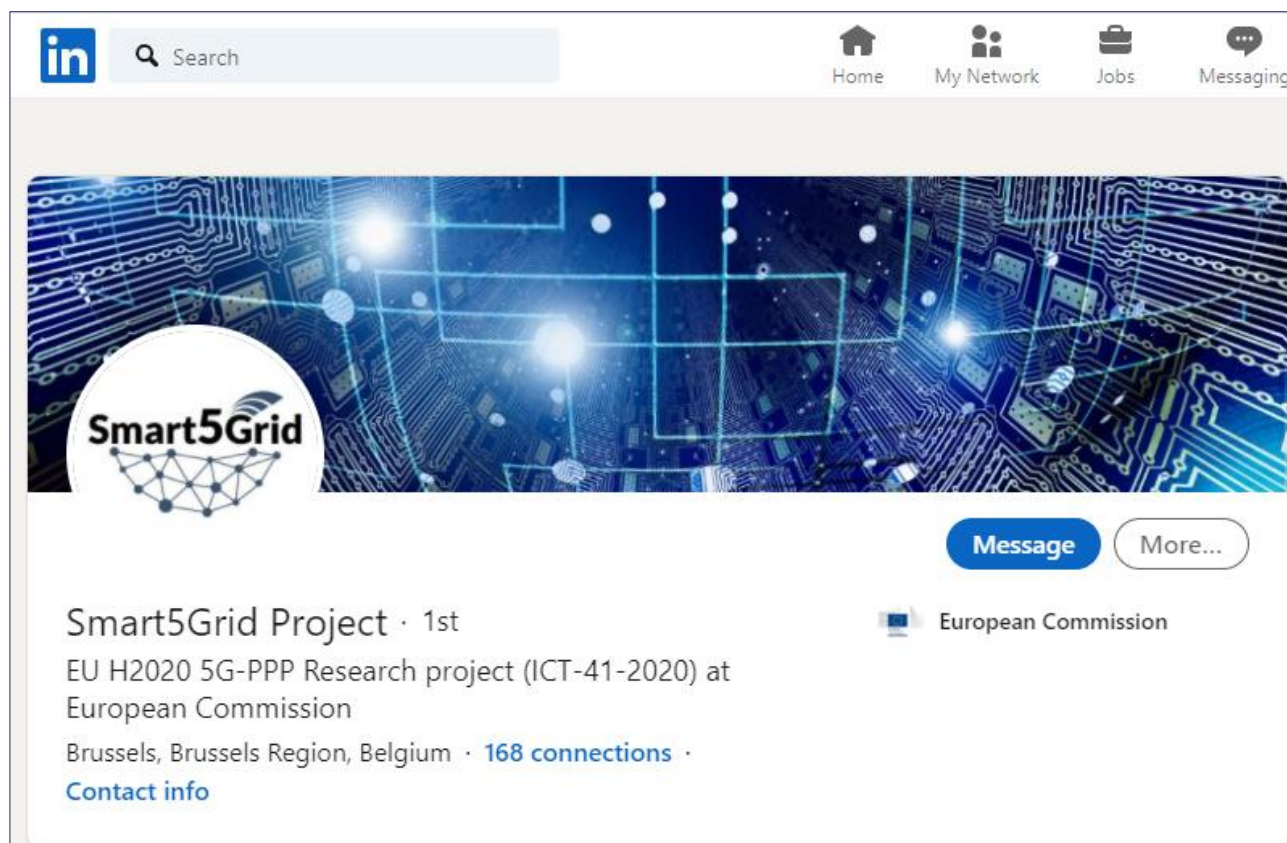 in
Search
Home
My Network
Jobs
Messaging
Smart5Grid
Message
More...
Smart5Grid Project · 1st
European Commission
EU H2020 5G-PPP Research project (ICT-41-2020) at
European Commission
Brussels, Brussels Region, Belgium · 168 connections ·
Contact info